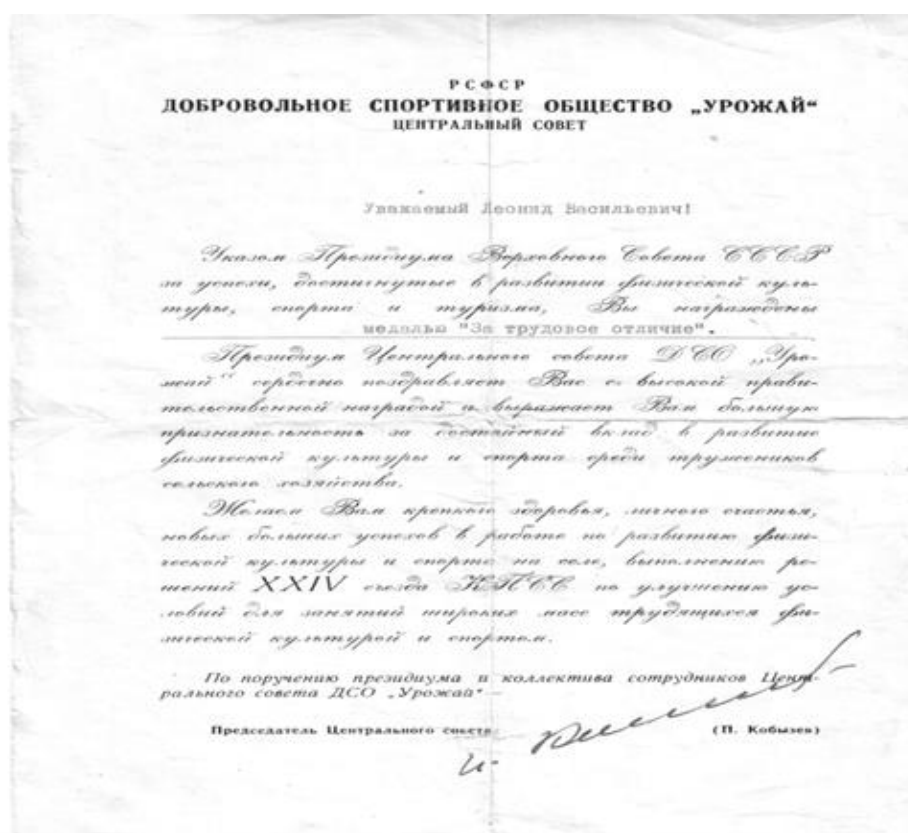 РСФСР
ДОБРОВОЛЬНОЕ СПОРТИВНОЕ ОБЩЕСТВО „УРОЖАЙ“
ЦЕНТРАЛЬНЫЙ СОВЕТ
Уважаемый Леонид Васильевич!
Указом Президиума Верховного Совета СССР
за успехи, достигнутые в развитии физической куль-
туры, спорта и туризма, Вы награждены
медалью "За трудовое отличие".
Президиум Центрального совета ДСО „Уро-
жай“ сердечно поздравляет Вас с высокой прави-
тельственной наградой и выражает Вам большую
признательность за достойный вклад в развитие
физической культуры и спорта среди тружеников
сельского хозяйства.
Желаем Вам крепкого здоровья, личного счастья,
новых больших успехов в работе по развитию физи-
ческой культуры и спорта на селе, выполнению ре-
шений XXIV съезда КПСС по улучшению ус-
ловий для занятий широких масс трудящихся фи-
зической культурой и спортом.
По поручению президиума и коллектива сотрудников Цент-
рального совета ДСО „Урожай“
Председатель Центрального совета (П. Кобызев)